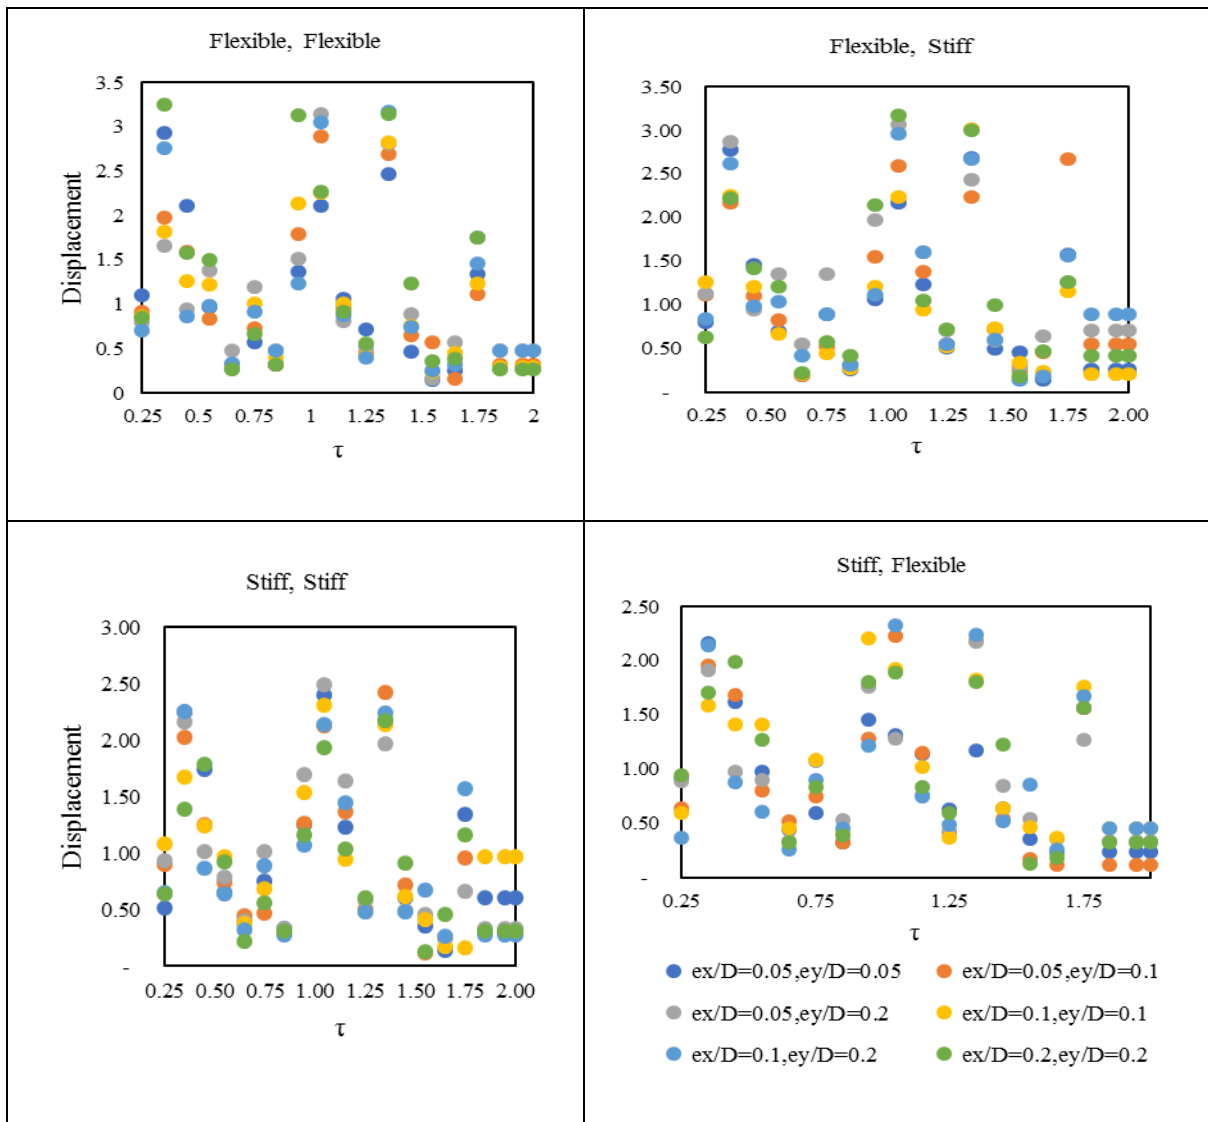 Flexible, Flexible
3.5
3
2.5
2
1.5
1
0.5
0
Displacement
0.25 0.5 0.75 1 1.25 1.5 1.75 2
τ
Flexible, Stiff
3.50
3.00
2.50
2.00
1.50
1.00
0.50
-
0.25 0.50 0.75 1.00 1.25 1.50 1.75 2.00
τ
Stiff, Stiff
3.00
2.50
2.00
1.50
1.00
0.50
-
Displacement
0.25 0.50 0.75 1.00 1.25 1.50 1.75 2.00
τ
Stiff, Flexible
2.50
2.00
1.50
1.00
0.50
-
0.25 0.75 1.25 1.75
τ
ex/D=0.05,ey/D=0.05 ex/D=0.05,ey/D=0.1
ex/D=0.05,ey/D=0.2 ex/D=0.1,ey/D=0.1
ex/D=0.1,ey/D=0.2 ex/D=0.2,ey/D=0.2